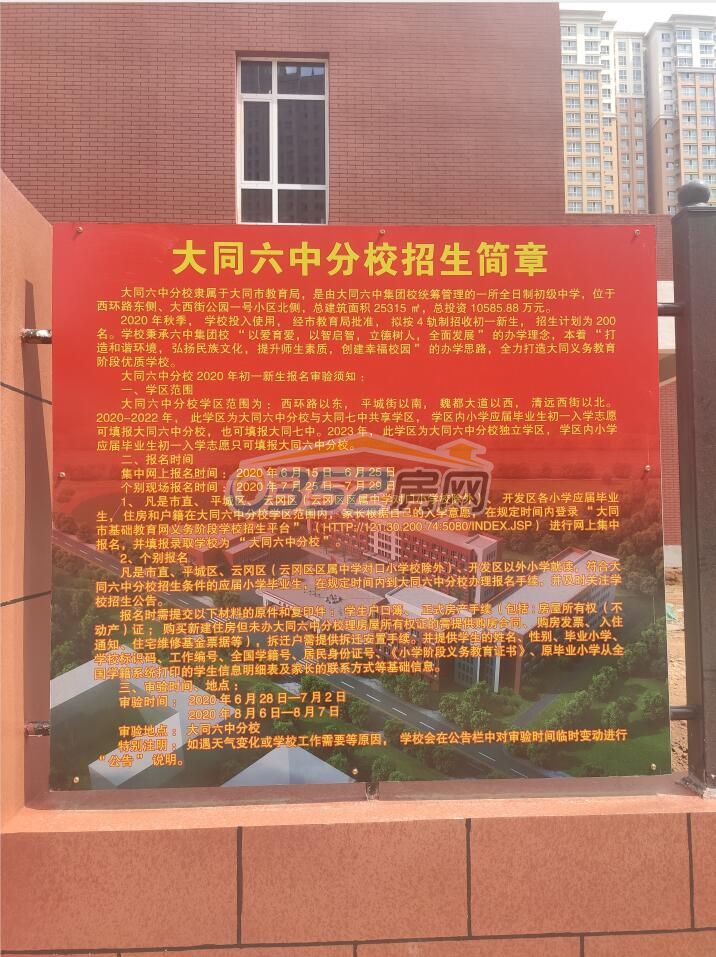 大同六中分校招生简章
大同六中分校隶属于大同市教育局，是由大同六中集团校统筹管理的一所全日制初级中学，位于
西环路东侧、大西街公园一号小区北侧，总建筑面积 25315 ㎡，总投资 10585.88 万元。
2020 年秋季，学校投入使用，经市教育局批准，拟按 4 轨制招收初一新生，招生计划为 200
名。学校秉承六中集团校“以爱育爱，以智启智，立德树人，全面发展”的办学理念，本着“打
造和谐环境，弘扬民族文化，提升师生素质，创建幸福校园”的办学思路，全力打造大同义务教育
阶段优质学校。
大同六中分校 2020 年初一新生报名审验须知：
一、学区范围
大同六中分校学区范围为：西环路以东，平城街以南，魏都大道以西，清远西街以北。
2020-2022 年，此学区为大同六中分校与大同七中共享学区，学区内小学应届毕业生初一入学志愿
可填报大同六中分校，也可填报大同七中。2023 年，此学区为大同六中分校独立学区，学区内小学
应届毕业生初一入学志愿只可填报大同六中分校。
二、报名时间
集中网上报名时间：2020 年 6 月 15 日—6 月 25 日
个别现场报名时间：2020 年 7 月 25 日—7 月 26 日
1、凡是市直、平城区、云冈区（云冈区区属中学对口小学校除外）、开发区各小学应届毕业
生，住房和户籍在大同六中分校学区范围内，家长根据自己的入学意愿，在规定时间内登录“大同
市基础教育网义务阶段学校招生平台”（HTTP://121.30.200.74:5080/INDEX.JSP）进行网上集中
报名，并填报录取学校为“大同六中分校”。
2、个别报名
凡是市直、平城区、云冈区（云冈区区属中学对口小学校除外）、开发区以外小学就读，符合大
同六中分校招生条件的应届小学毕业生，在规定时间内到大同六中分校办理报名手续，并及时关注学
校招生公告。
报名时需提交以下材料的原件和复印件：学生户口簿、正式房产手续（包括：房屋所有权（不
动产）证；购买新建住房但未办大同六中分校理房屋所有权证的需提供购房合同、购房发票、入住
通知、住宅维修基金票据等），拆迁户需提供拆迁安置手续。并提供学生的姓名、性别、毕业小学、
学校标识码、工作编号、全国学籍号、居民身份证号、《小学阶段义务教育证书》、原毕业小学从全
国学籍系统打印的学生信息明细表及家长的联系方式等基础信息。
三、审验时间、地点：
审验时间：2020 年 6 月 28 日—7 月 2 日
2020 年 8 月 6 日—8 月 7 日
审验地点：大同六中分校
特别注明：如遇天气变化或学校工作需要等原因，学校会在公告栏中对审验时间临时变动进行
“公告”说明。